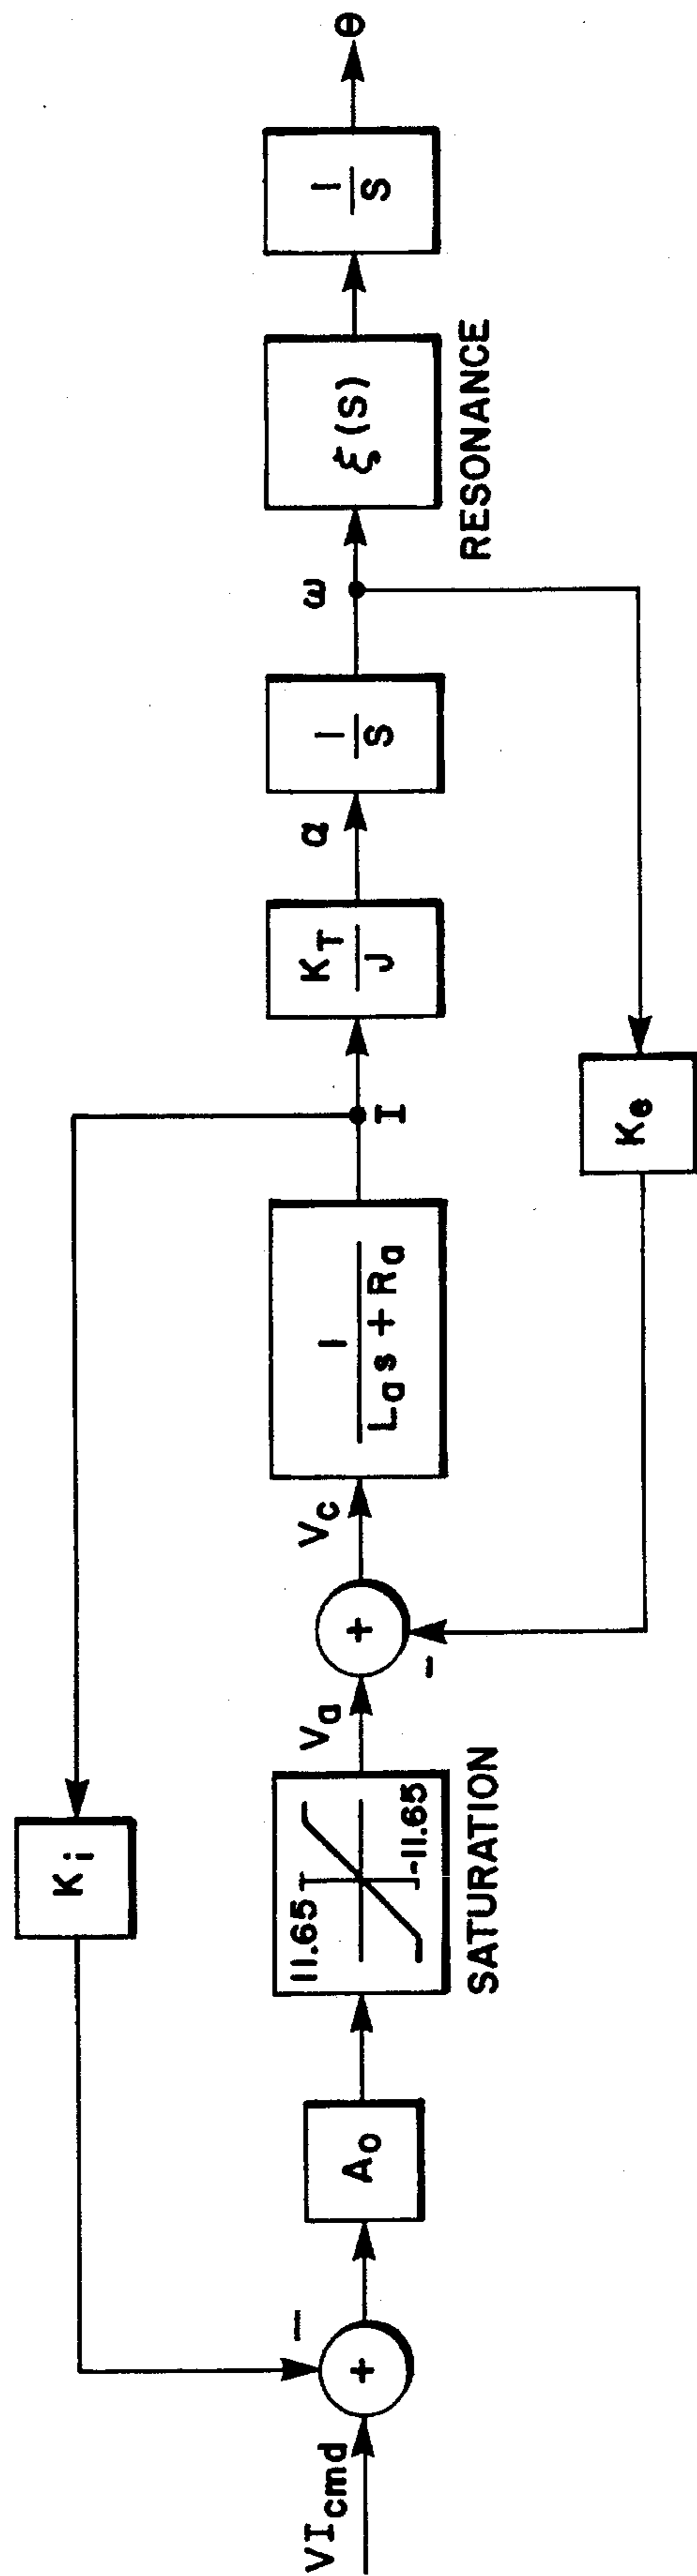 VIcmd
+
−
Ao
Ki
11.65
-11.65
SATURATION
Va
+
−
Vc
1
Las + Ra
I
KT
J
α
1
S
ω
Ke
ξ(S)
RESONANCE
1
S
θ